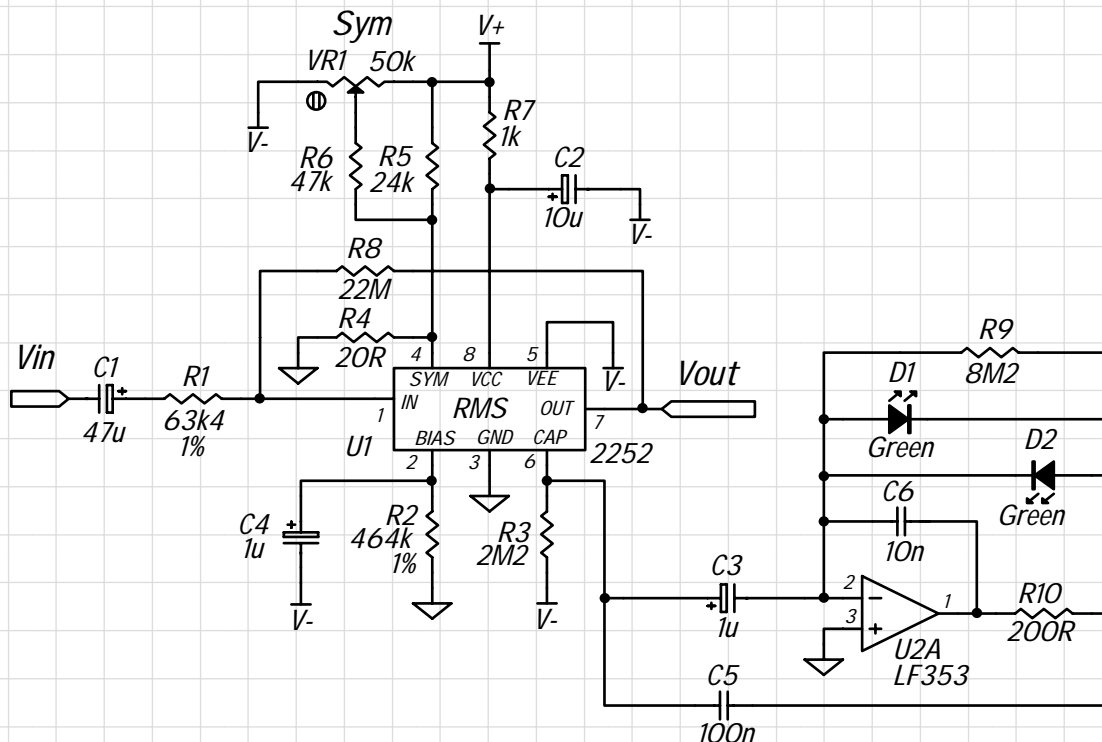 Sym
V+
VR1 50k
V-
R7
1k
R6
47k
R5
24k
C2
+
10u
V-
R8
22M
R4
20R
4
8
5
V-
Vin
C1
+
47u
R1
63k4
1%
SYM
VCC
VEE
1
IN
RMS
OUT
7
Vout
U1
BIAS
GND
CAP
2252
2
3
6
R9
8M2
D1
Green
D2
Green
C4
+
1u
V-
R2
464k
1%
R3
2M2
V-
C6
10n
C3
+
1u
2
3
1
-
+
U2A
LF353
R10
200R
C5
100n